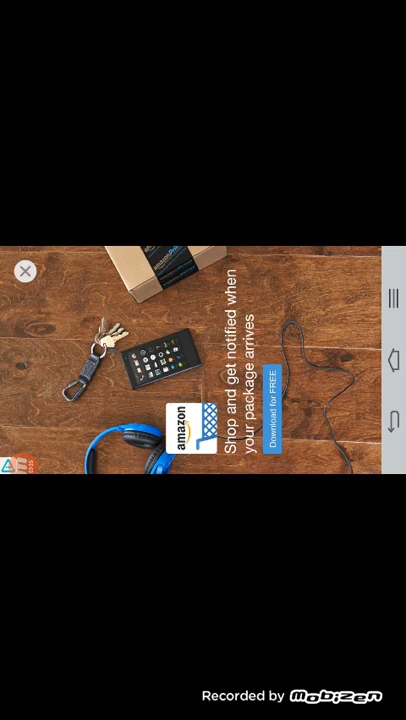 amazon
Shop and get notified when
your package arrives
Download for FREE
Recorded by Mobizen